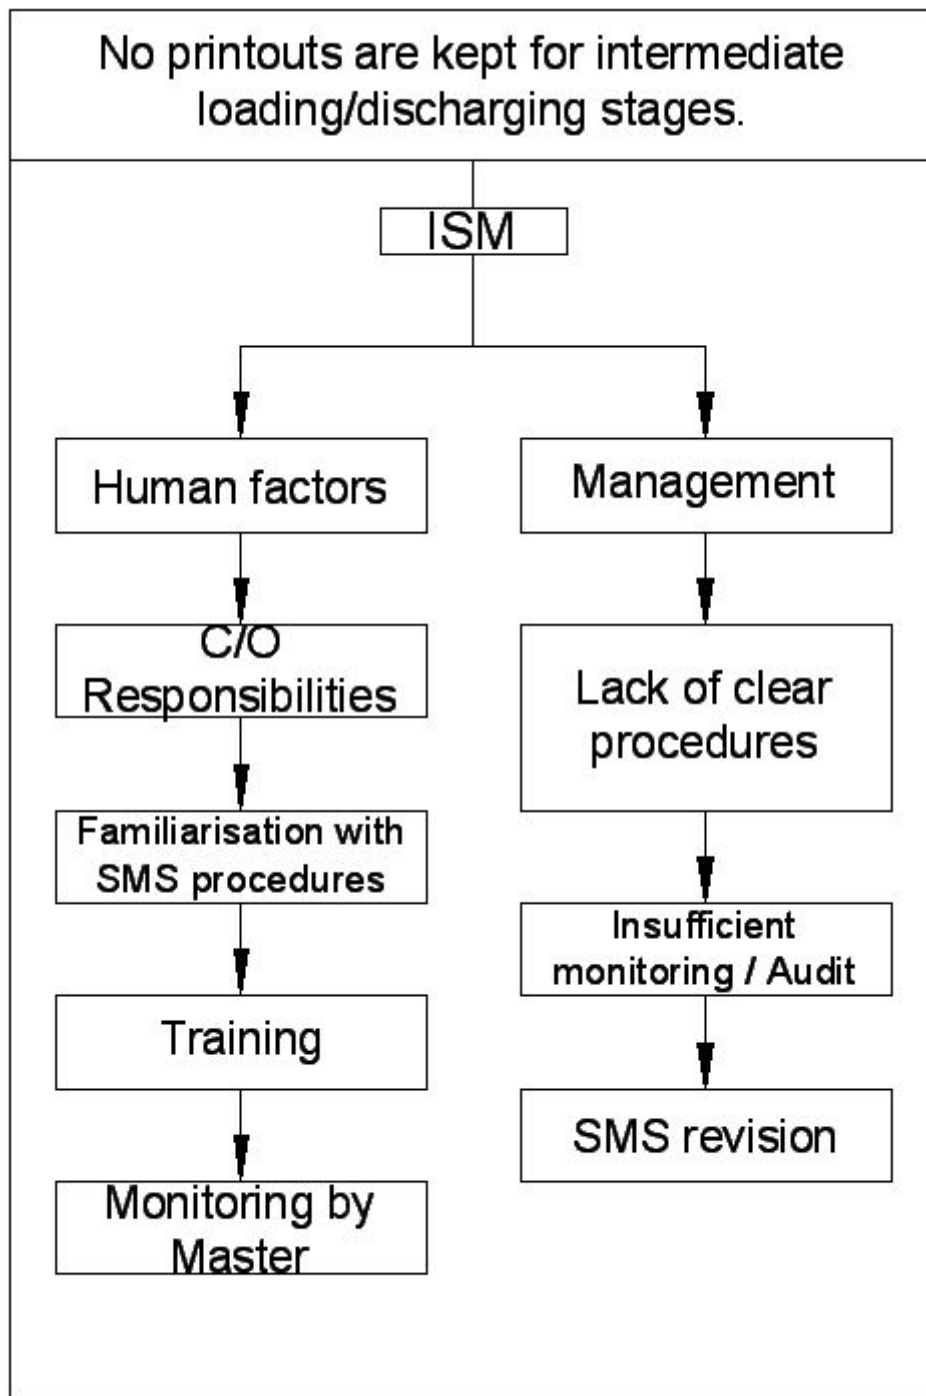 No printouts are kept for intermediate
loading/discharging stages.
ISM
Human factors
Management
C/O
Responsibilities
Lack of clear
procedures
Familiarisation with
SMS procedures
Insufficient
monitoring / Audit
Training
SMS revision
Monitoring by
Master